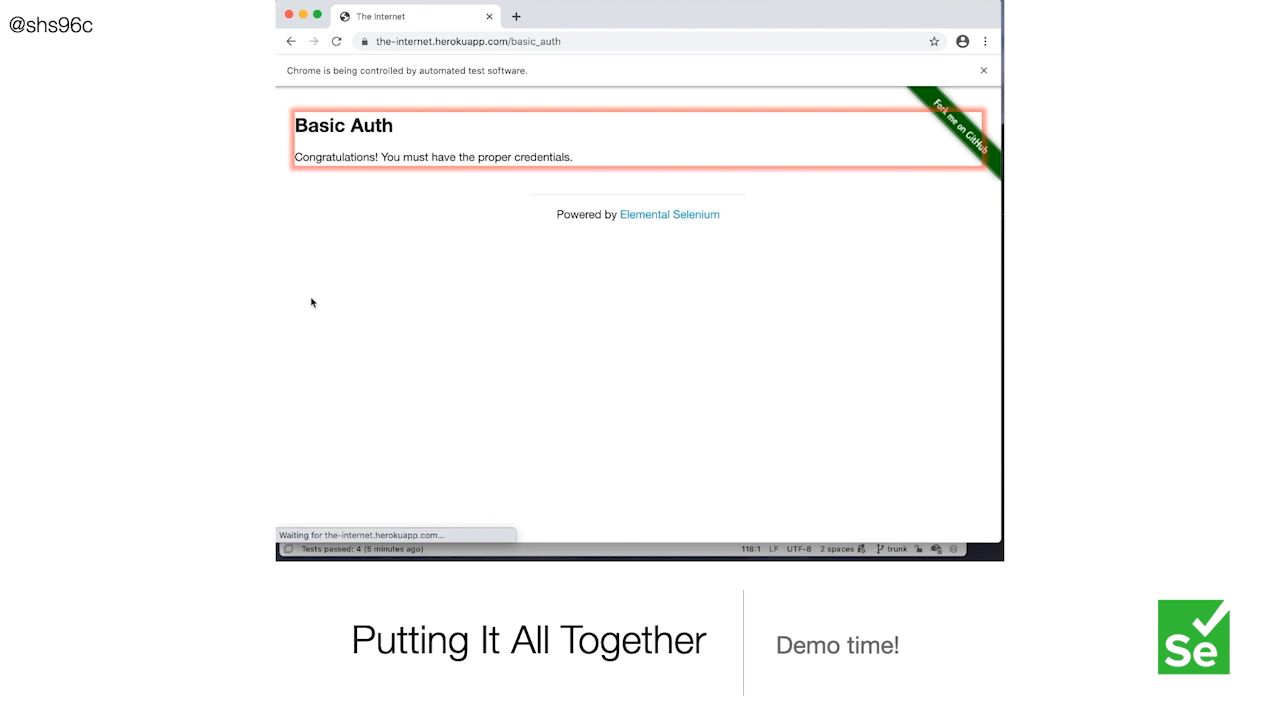 @shs96c
The Internet
the-internet.herokuapp.com/basic_auth
Chrome is being controlled by automated test software.
Fork me on GitHub
Basic Auth
Congratulations! You must have the proper credentials.
Powered by Elemental Selenium
Waiting for the-internet.herokuapp.com...
Tests passed: 4 (5 minutes ago) 118:1 LF UTF-8 2 spaces trunk
Putting It All Together
Demo time!
Se